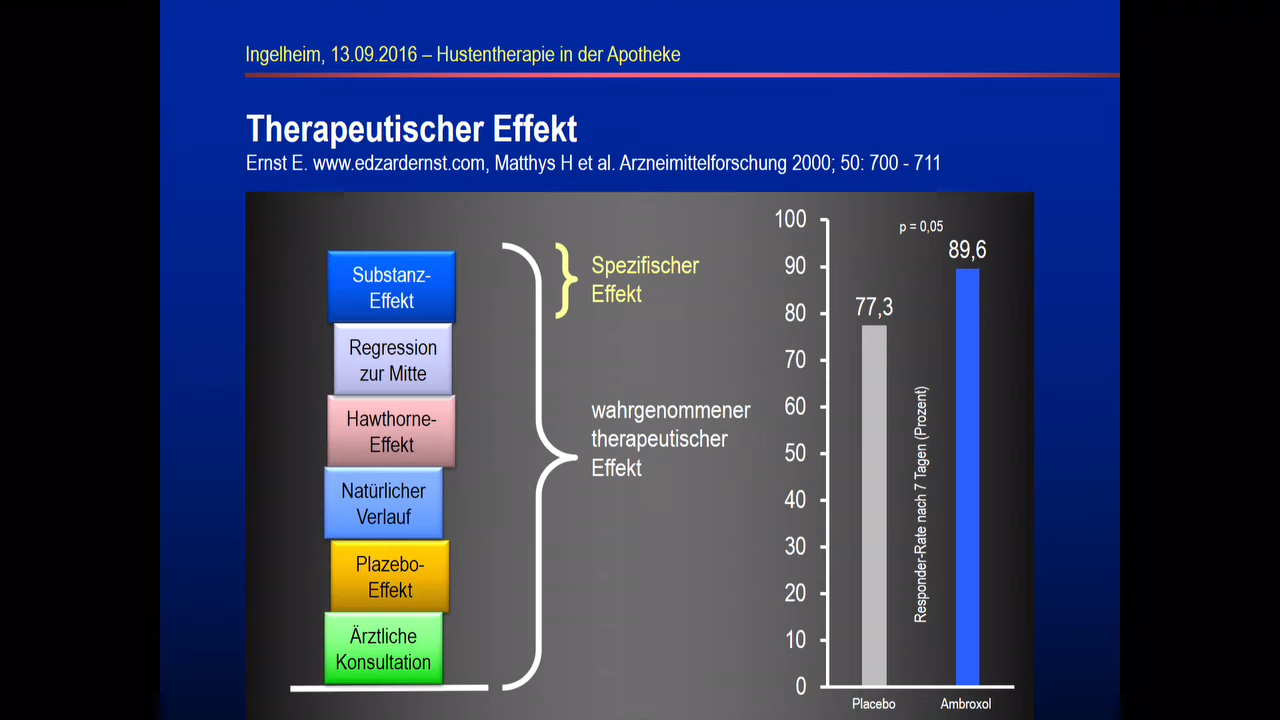 Ingelheim, 13.09.2016 – Hustentherapie in der Apotheke
Therapeutischer Effekt
Ernst E. www.edzardernst.com, Matthys H et al. Arzneimittelforschung 2000; 50: 700 - 711
Substanz-
Effekt
Regression
zur Mitte
Hawthorne-
Effekt
Natürlicher
Verlauf
Plazebo-
Effekt
Ärztliche
Konsultation
Spezifischer
Effekt
wahrgenommener
therapeutischer
Effekt
100
90
80
70
60
50
40
30
20
10
0
p = 0,05
77,3
89,6
Responder-Rate nach 7 Tagen (Prozent)
Placebo
Ambroxol